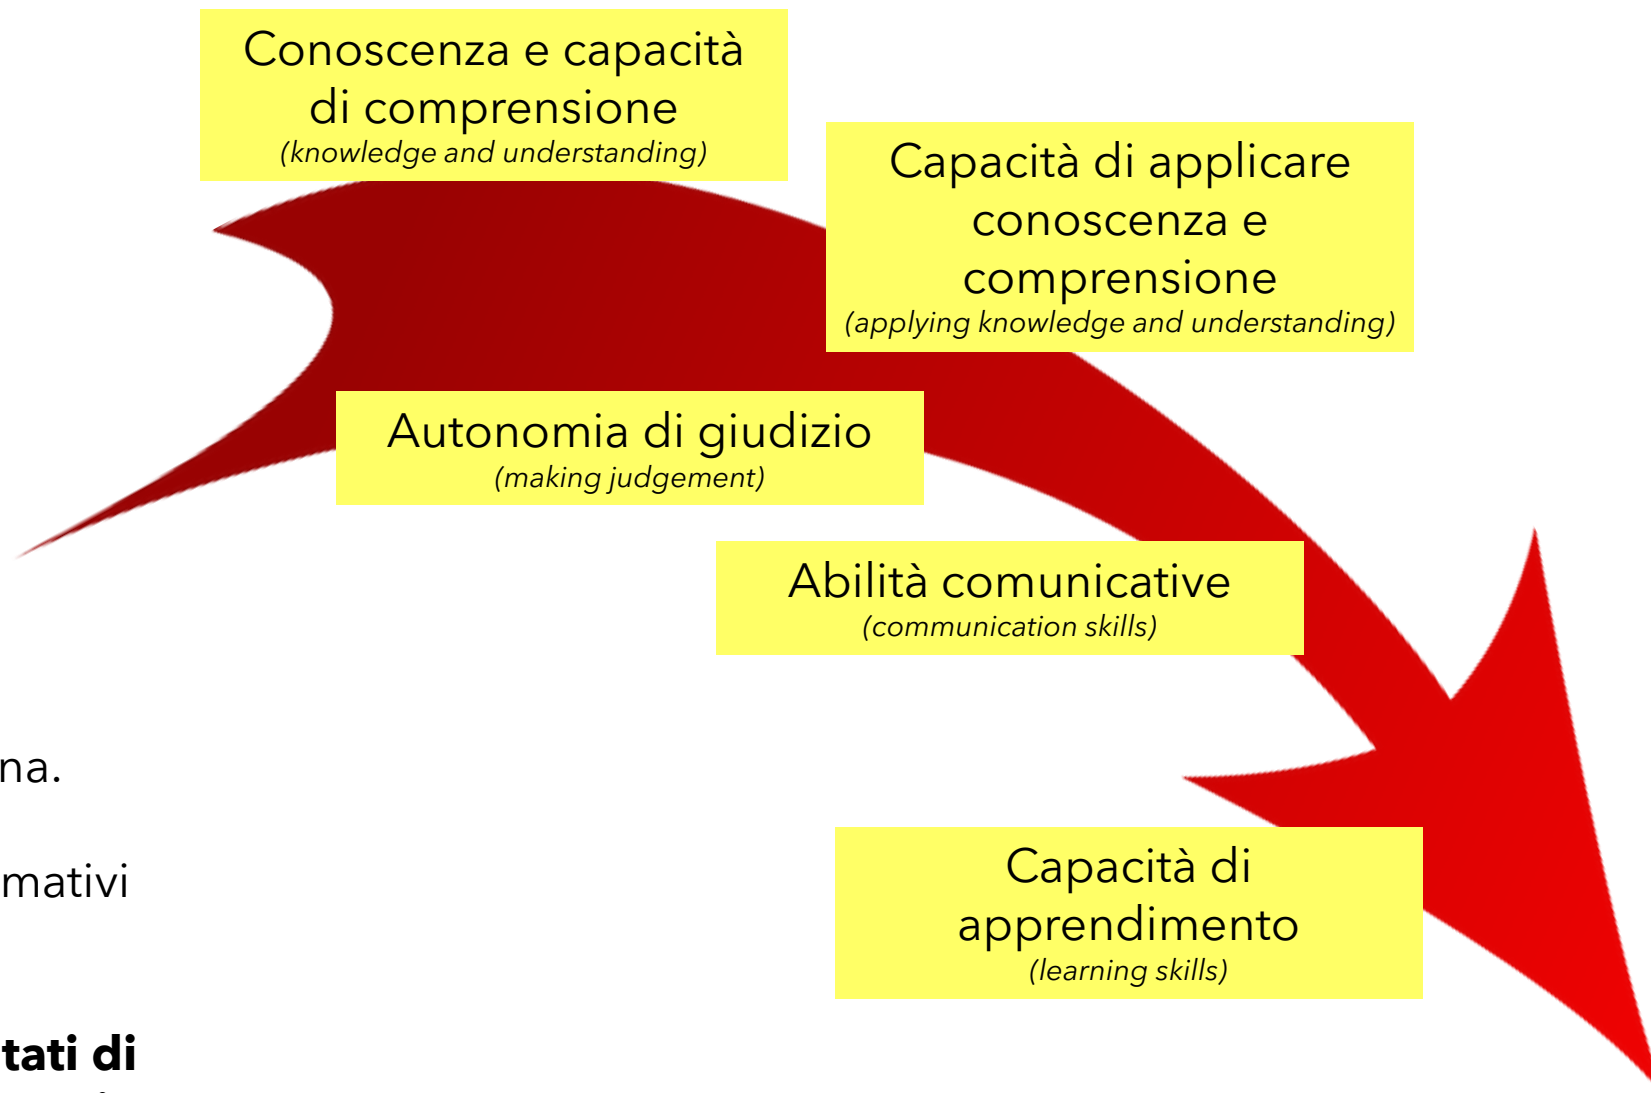 Conoscenza e capacità
di comprensione
(knowledge and understanding)
Capacità di applicare
conoscenza e
comprensione
(applying knowledge and understanding)
Autonomia di giudizio
(making judgement)
Abilità comunicative
(communication skills)
na.
mativi
Capacità di
apprendimento
(learning skills)
tati di